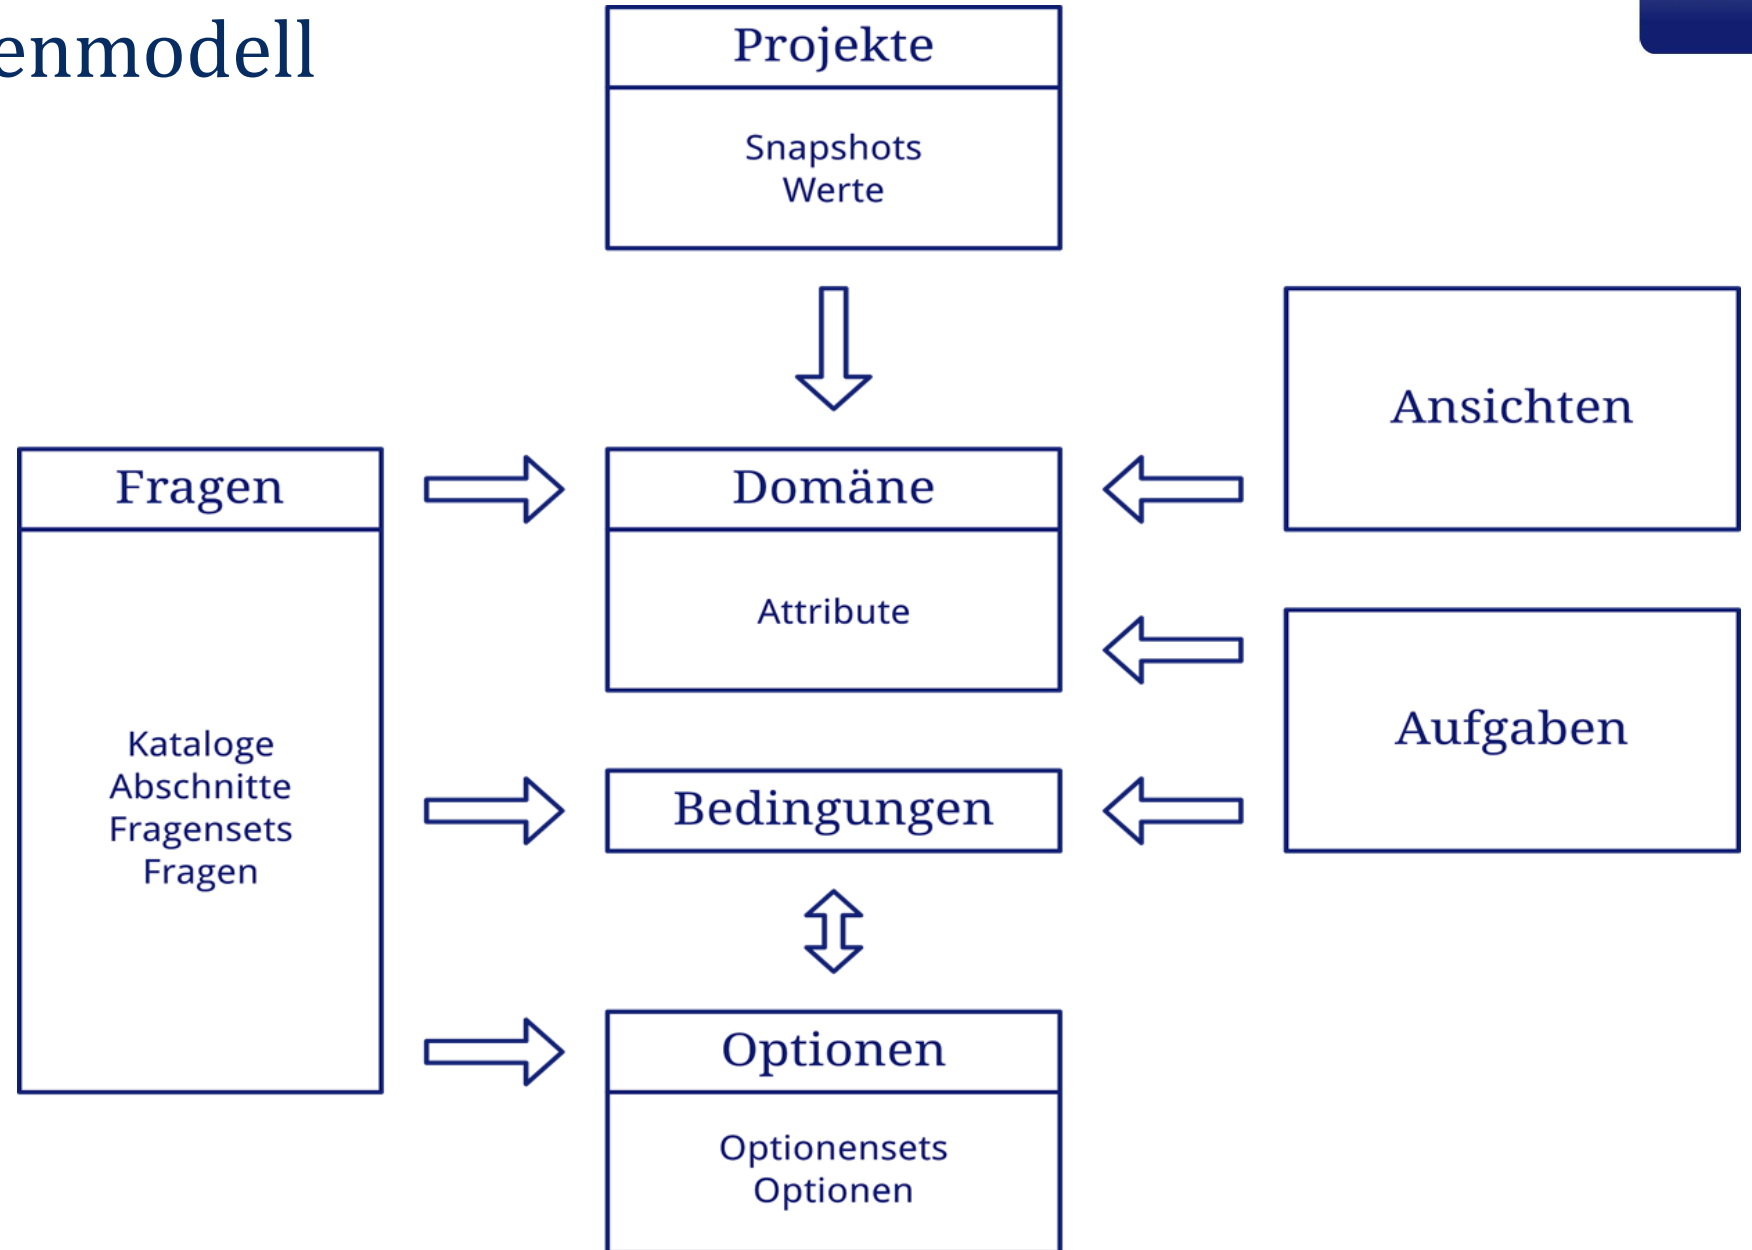 enmodell
Projekte
Snapshots
Werte
Ansichten
Fragen
Domäne
Attribute
Aufgaben
Kataloge
Abschnitte
Fragensets
Fragen
Bedingungen
Optionen
Optionensets
Optionen